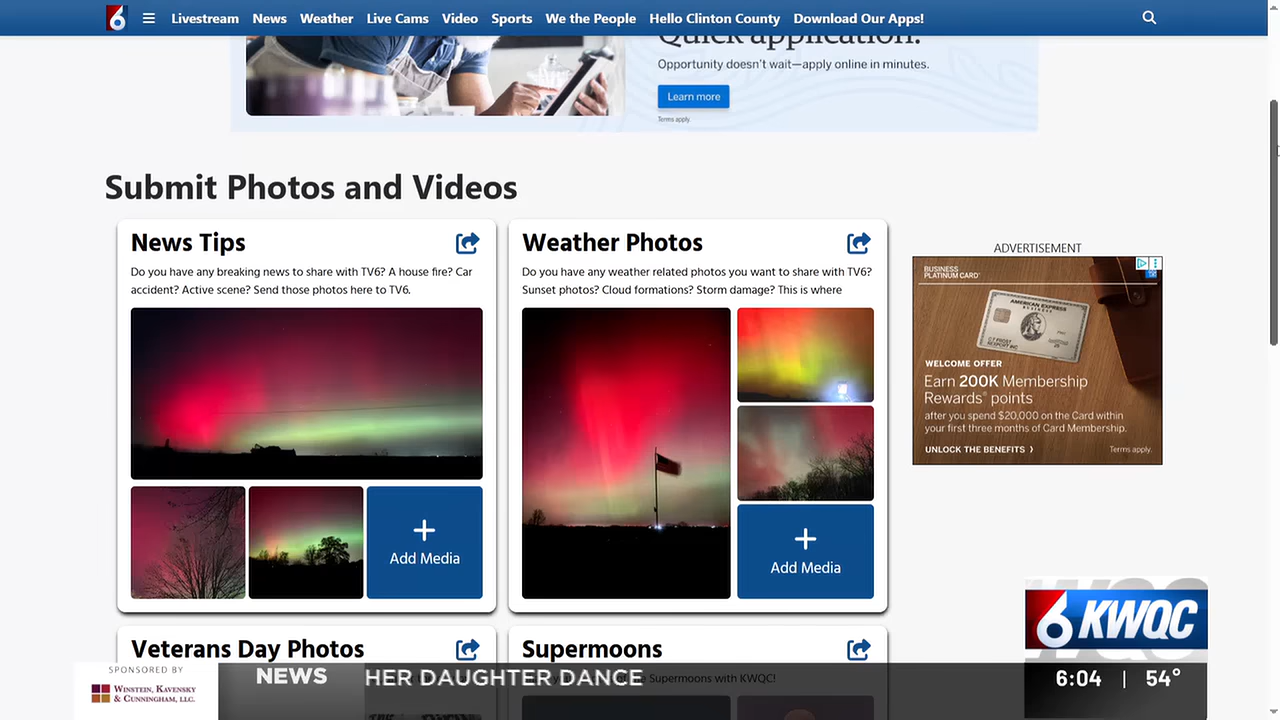 6
Livestream News Weather Live Cams Video Sports We the People Hello Clinton County Download Our Apps!
Quick application.
Opportunity doesn't wait—apply online in minutes.
Learn more
Terms apply
Submit Photos and Videos
News Tips
Do you have any breaking news to share with TV6? A house fire? Car
accident? Active scene? Send those photos here to TV6.
Add Media
Weather Photos
Do you have any weather related photos you want to share with TV6?
Sunset photos? Cloud formations? Storm damage? This is where
Add Media
ADVERTISEMENT
BUSINESS
PLATINUM CARD®
AMERICAN EXPRESS
BUSINESS
WELCOME OFFER
Earn 200K Membership
Rewards® points
after you spend $20,000 on the Card within
your first three months of Card Membership.
UNLOCK THE BENEFITS
Terms apply.
Veterans Day Photos
Supermoons
Supermoons with KWQC!
SPONSORED BY
WINSTEIN, KAVENSKY
& CUNNINGHAM, LLC.
NEWS
HER DAUGHTER DANCE
6 KWQC
6:04 | 54°